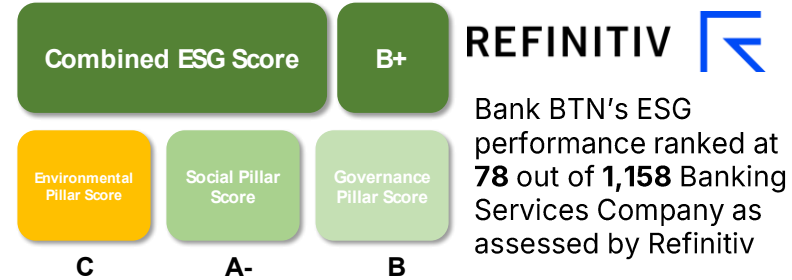 Combined ESG Score
B+
REFINITIV
Bank BTN's ESG
performance ranked at
78 out of 1,158 Banking
Services Company as
assessed by Refinitiv
Environmental
Pillar Score
Social Pillar
Score
Governance
Pillar Score
C
A-
B